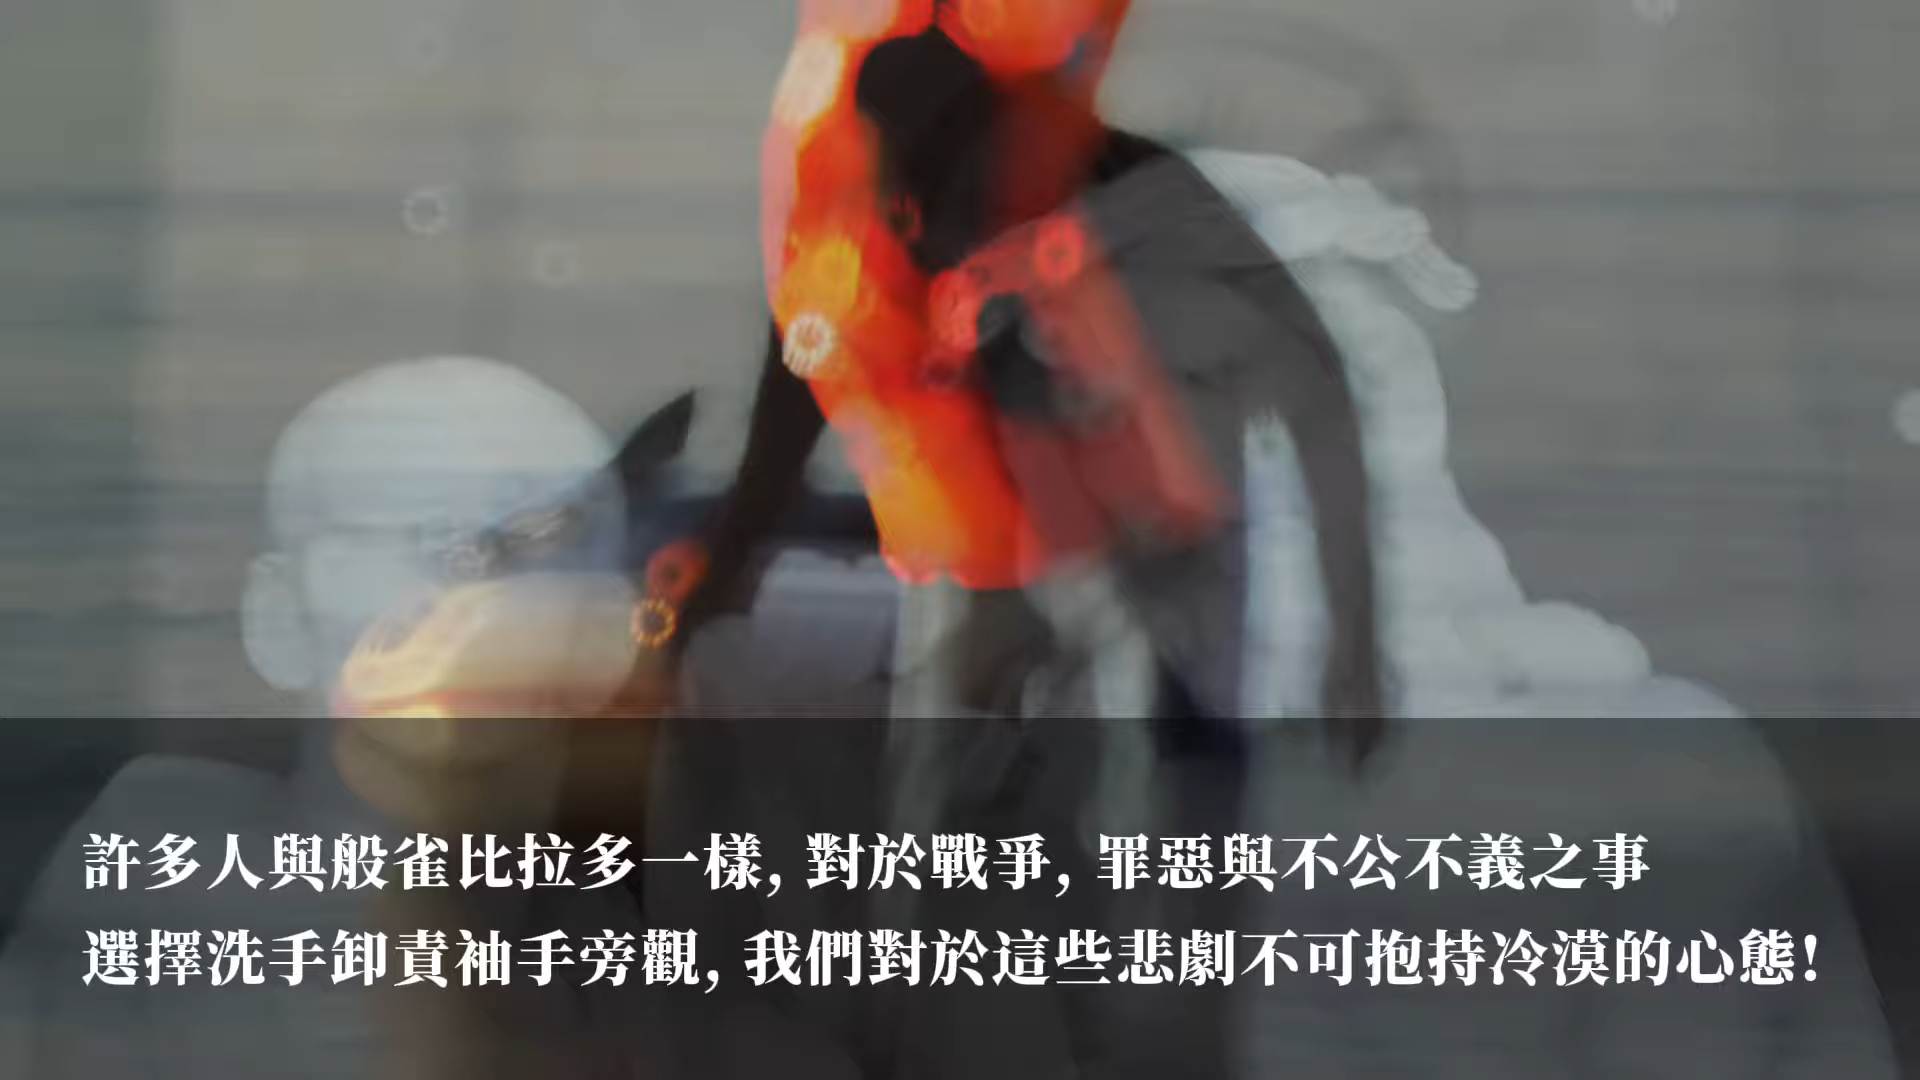 許多人與般雀比拉多一樣, 對於戰爭, 罪惡與不公不義之事
選擇洗手卸責袖手旁觀, 我們對於這些悲劇不可抱持冷漠的心態!